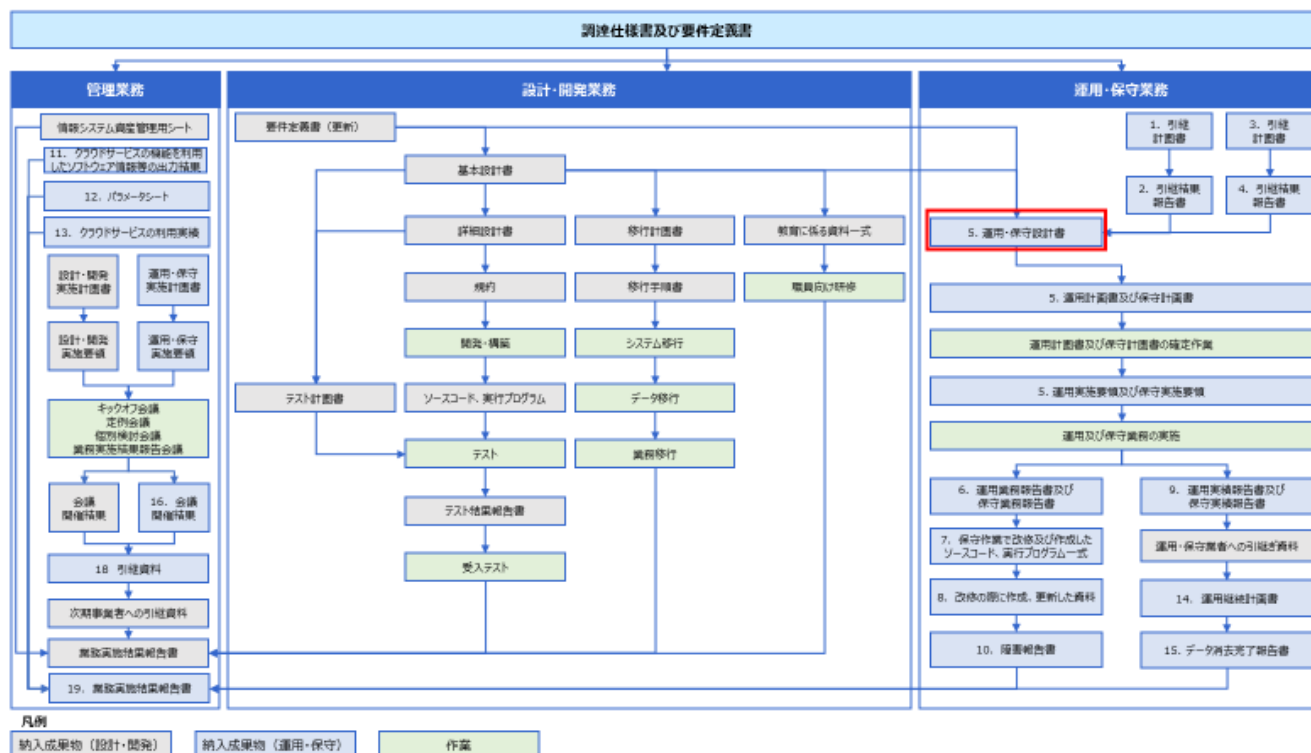 調達仕様書及び要件定義書
管理業務
情報システム資産管理用シート
11. クラウドサービスの機能を利用
したソフトウェア情報等の出力結果
12. パラメータシート
13. クラウドサービスの利用実績
設計・開発
実施計画書
運用・保守
実施計画書
設計・開発
実施要領
運用・保守
実施要領
キックオフ会議
定例会議
個別検討会議
業務実施結果報告会議
会議
開催結果
16. 会議
開催結果
18 引継資料
次期事業者への引継資料
業務実施結果報告書
19. 業務実施結果報告書
設計・開発業務
要件定義書（更新）
基本設計書
詳細設計書
移行計画書
教育に係る資料一式
規約
移行手順書
職員向け研修
開発・構築
システム移行
テスト計画書
ソースコード、実行プログラム
データ移行
テスト
業務移行
テスト結果報告書
受入テスト
運用・保守業務
1. 引継
計画書
3. 引継
計画書
2. 引継結果
報告書
4. 引継結果
報告書
5. 運用・保守設計書
5. 運用計画書及び保守計画書
運用計画書及び保守計画書の確定作業
5. 運用実施要領及び保守実施要領
運用及び保守業務の実施
6. 運用業務報告書及び
保守業務報告書
9. 運用実績報告書及び
保守実績報告書
7. 保守作業で改修及び作成した
ソースコード、実行プログラム一式
運用・保守業者への引継ぎ資料
8. 改修の際に作成、更新した資料
14. 運用継続計画書
10. 障害報告書
15. データ消去完了報告書
凡例
納入成果物（設計・開発）
納入成果物（運用・保守）
作業